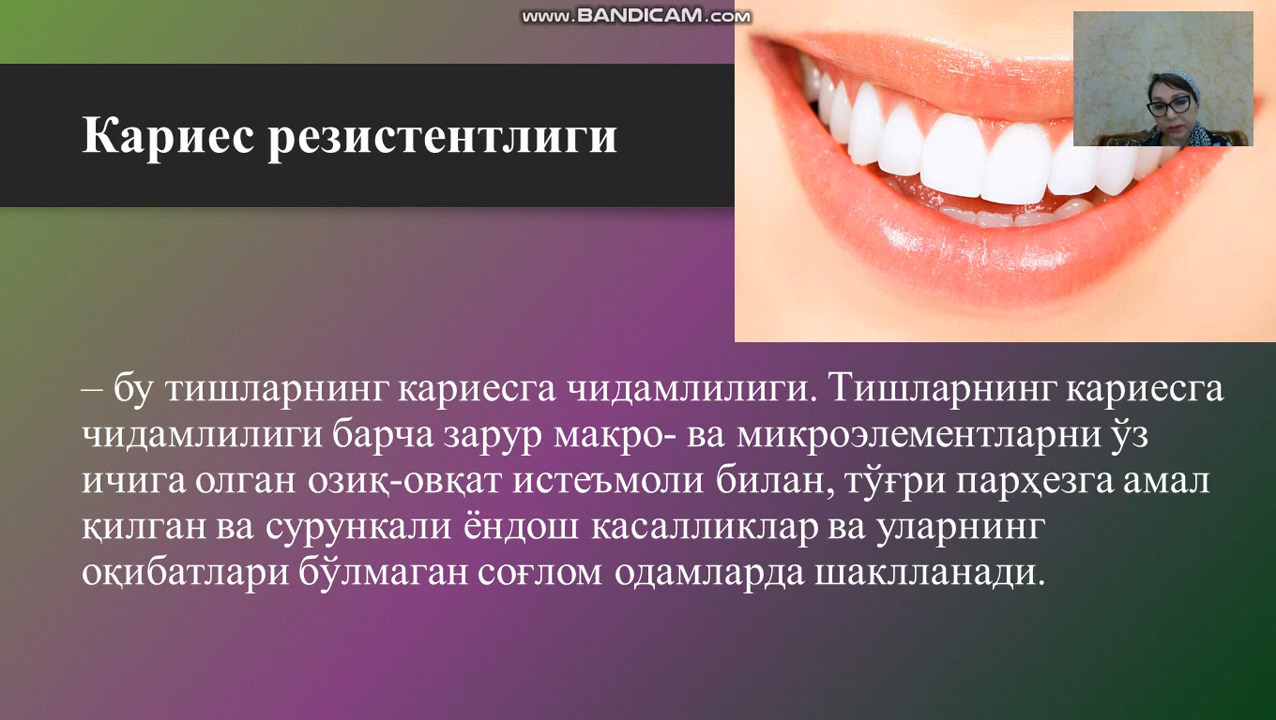 www.BANDICAM.com
Кариес резистентлиги
– бу тишларнинг кариесга чидамлилиги. Тишларнинг кариесга
чидамлилиги барча зарур макро- ва микроэлементларни ўз
ичига олган озиқ-овқат истеъмоли билан, тўғри парҳезга амал
қилган ва сурункали ёндош касалликлар ва уларнинг
оқибатлари бўлмаган соғлом одамларда шаклланади.